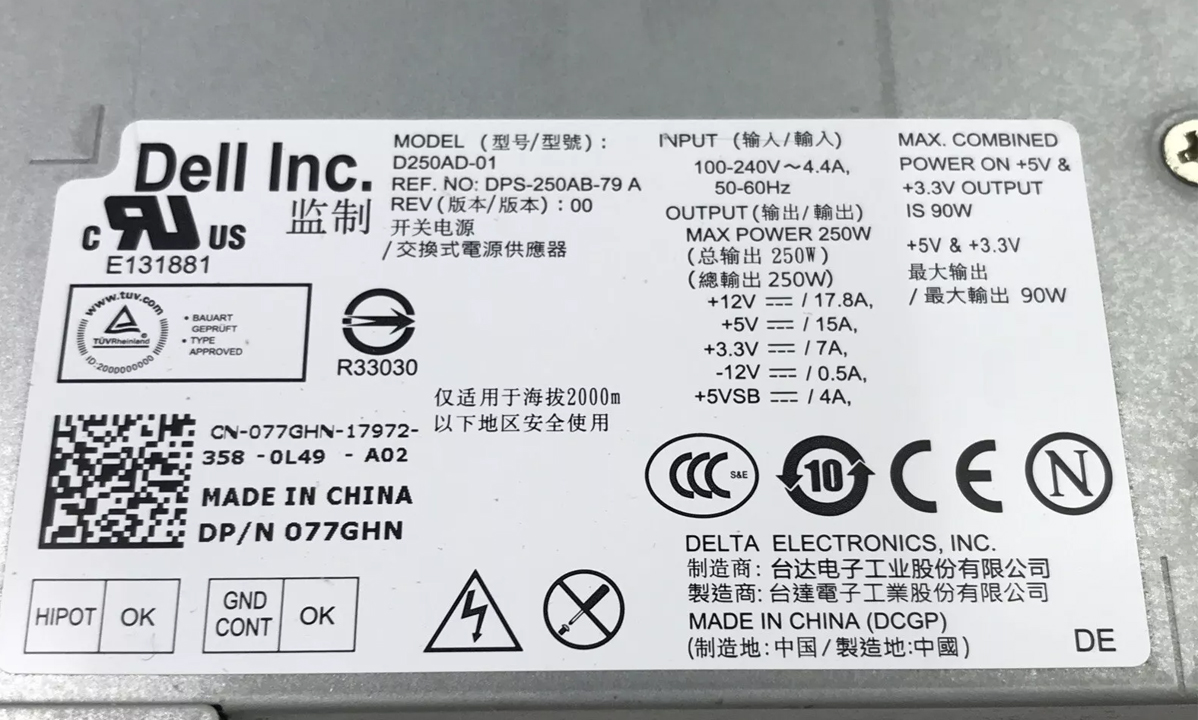 Dell Inc.
监制
c RU US
E131881
MODEL (型号/型號) :
D250AD-01
REF. NO: DPS-250AB-79 A
REV (版本/版本) : 00
开关电源
/交換式電源供應器
INPUT (输入/輸入)
100-240V～4.4A,
50-60Hz
OUTPUT (输出/輸出)
MAX POWER 250W
(总输出 250W)
(總輸出 250W)
+12V ⎓ / 17.8A,
+5V ⎓ / 15A,
+3.3V ⎓ / 7A,
-12V ⎓ / 0.5A,
+5VSB ⎓ / 4A,
MAX. COMBINED
POWER ON +5V &
+3.3V OUTPUT
IS 90W
+5V & +3.3V
最大输出
/ 最大輸出 90W
www.tuv.com
TÜVRheinland
ID:2000000000
• BAUART
GEPRÜFT
• TYPE
APPROVED
R33030
仅适用于海拔2000m
以下地区安全使用
CN-077GHN-17972-
358 -0L49 - A02
MADE IN CHINA
DP/N 077GHN
CCC S&E
10
CE
N
HIPOT OK
GND
CONT
OK
DELTA ELECTRONICS, INC.
制造商: 台达电子工业股份有限公司
製造商: 台達電子工業股份有限公司
MADE IN CHINA (DCGP)
(制造地:中国/製造地:中國)
DE